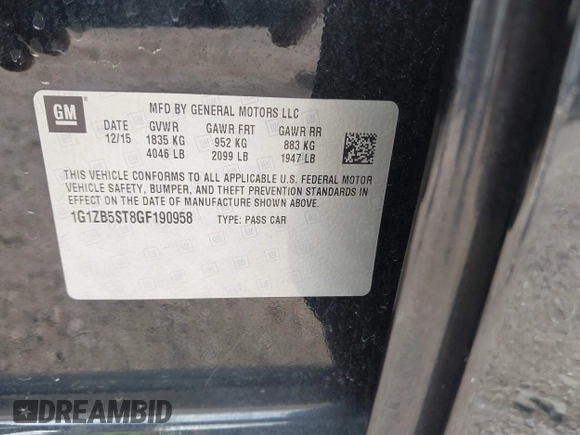 GM
MFD BY GENERAL MOTORS LLC
DATE GVWR GAWR FRT GAWR RR
12/15 1835 KG 952 KG 883 KG
4046 LB 2099 LB 1947 LB
THIS VEHICLE CONFORMS TO ALL APPLICABLE U.S. FEDERAL MOTOR
VEHICLE SAFETY, BUMPER, AND THEFT PREVENTION STANDARDS IN
EFFECT ON THE DATE OF MANUFACTURE SHOWN ABOVE.
1G1ZB5ST8GF190958 TYPE: PASS CAR
DREAMBID